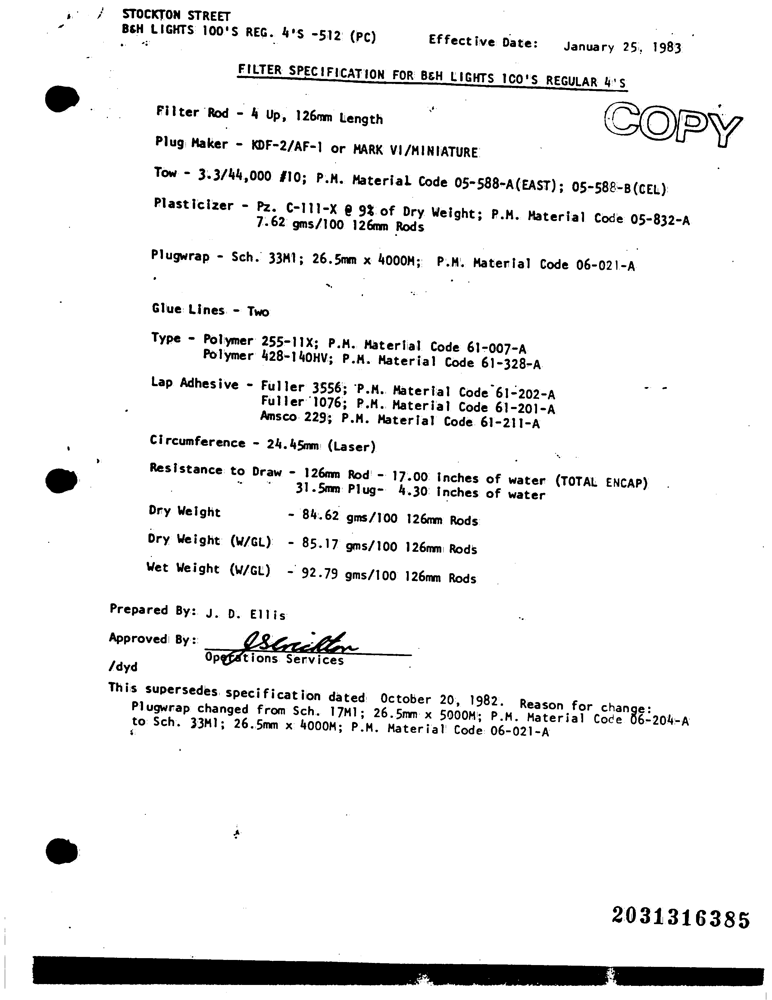 STOCKTON STREET
B&H LIGHTS 100'S REG. 4'S -512 (PC)
Effective Date: January 25, 1983
FILTER SPECIFICATION FOR B&H LIGHTS 100'S REGULAR 4'S
COPY
Filter Rod - 4 Up, 126mm Length
Plug Maker - KDF-2/AF-1 or MARK VI/MINIATURE
Tow - 3.3/44,000 #10; P.M. Material Code 05-588-A(EAST); 05-588-B(CEL)
Plasticizer - Pz. C-111-X @ 9% of Dry Weight; P.M. Material Code 05-832-A
7.62 gms/100 126mm Rods
Plugwrap - Sch. 33M1; 26.5mm x 4000M; P.M. Material Code 06-021-A
Glue Lines - Two
Type - Polymer 255-11X; P.M. Material Code 61-007-A
Polymer 428-140HV; P.M. Material Code 61-328-A
Lap Adhesive - Fuller 3556; P.M. Material Code 61-202-A
Fuller 1076; P.M. Material Code 61-201-A
Amsco 229; P.M. Material Code 61-211-A
Circumference - 24.45mm (Laser)
Resistance to Draw - 126mm Rod - 17.00 Inches of water (TOTAL ENCAP)
31.5mm Plug- 4.30 Inches of water
Dry Weight - 84.62 gms/100 126mm Rods
Dry Weight (W/GL) - 85.17 gms/100 126mm Rods
Wet Weight (W/GL) - 92.79 gms/100 126mm Rods
Prepared By: J. D. Ellis
Approved By:
Operations Services
/dyd
This supersedes specification dated October 20, 1982. Reason for change:
Plugwrap changed from Sch. 17M1; 26.5mm x 5000M; P.M. Material Code 06-204-A
to Sch. 33M1; 26.5mm x 4000M; P.M. Material Code 06-021-A
2031316385